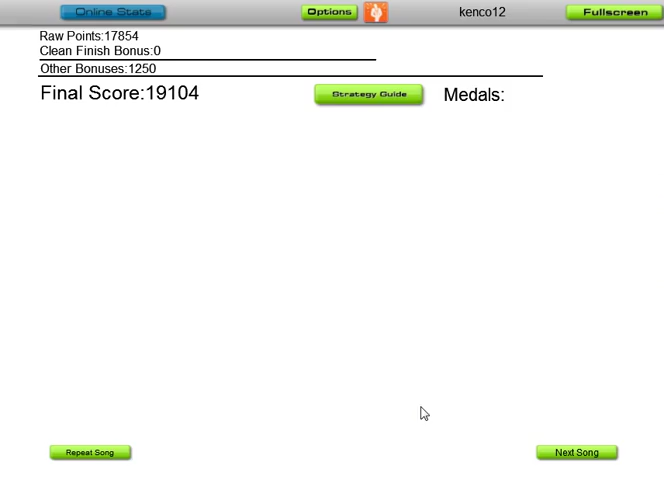 Online State Options kenco12 Fullscreen
Raw Points:17854
Clean Finish Bonus:0
Other Bonuses:1250
Final Score:19104 Strategy Guide Medals:
Repeat Song Next Song